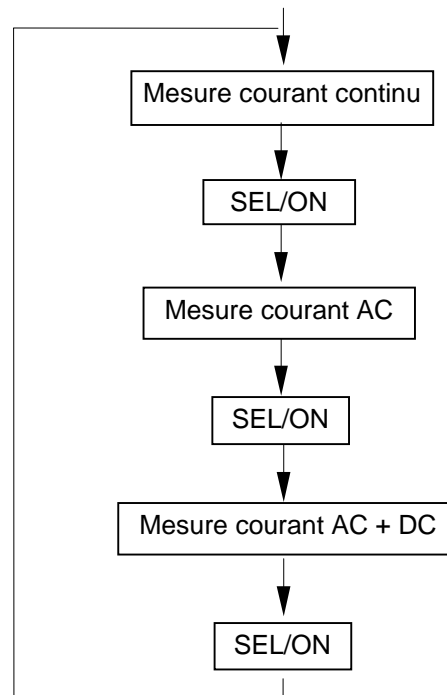 Mesure courant continu
SEL/ON
Mesure courant AC
SEL/ON
Mesure courant AC + DC
SEL/ON